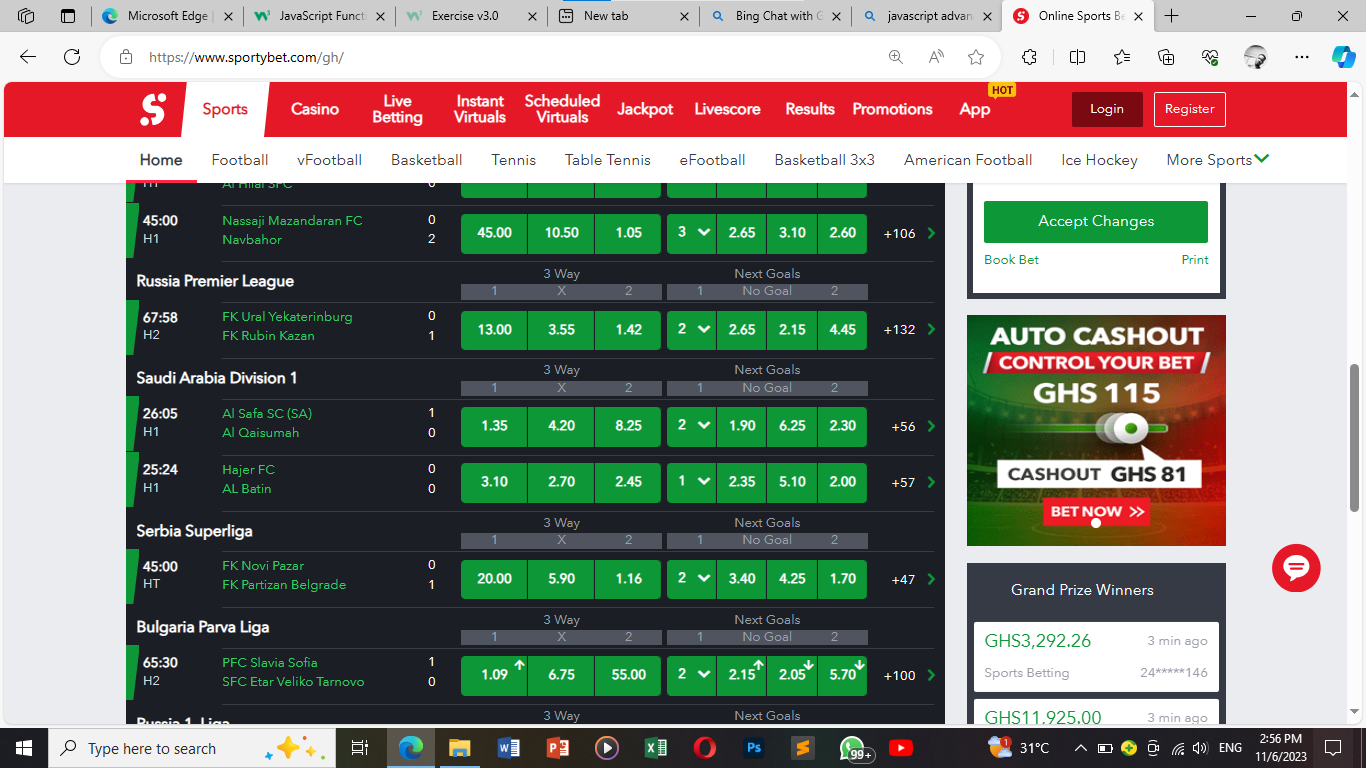 Microsoft Edge |
JavaScript Funct
Exercise v3.0
New tab
Bing Chat with G
javascript advan
Online Sports Be
https://www.sportybet.com/gh/
Sports
Casino
Live Betting
Instant Virtuals
Scheduled Virtuals
Jackpot
Livescore
Results
Promotions
App
HOT
Login
Register
Home Football vFootball Basketball Tennis Table Tennis eFootball Basketball 3x3 American Football Ice Hockey More Sports
H1 Al Hilal SFC 0
45:00 Nassaji Mazandaran FC 0
H1 Navbahor 2
45.00 10.50 1.05 3 2.65 3.10 2.60 +106
Russia Premier League 3 Way Next Goals
1 X 2 1 No Goal 2
67:58 FK Ural Yekaterinburg 0
H2 FK Rubin Kazan 1
13.00 3.55 1.42 2 2.65 2.15 4.45 +132
Saudi Arabia Division 1 3 Way Next Goals
1 X 2 1 No Goal 2
26:05 Al Safa SC (SA) 1
H1 Al Qaisumah 0
1.35 4.20 8.25 2 1.90 6.25 2.30 +56
25:24 Hajer FC 0
H1 AL Batin 0
3.10 2.70 2.45 1 2.35 5.10 2.00 +57
Serbia Superliga 3 Way Next Goals
1 X 2 1 No Goal 2
45:00 FK Novi Pazar 0
HT FK Partizan Belgrade 1
20.00 5.90 1.16 2 3.40 4.25 1.70 +47
Bulgaria Parva Liga 3 Way Next Goals
1 X 2 1 No Goal 2
65:30 PFC Slavia Sofia 1
H2 SFC Etar Veliko Tarnovo 0
1.09 6.75 55.00 2 2.15 2.05 5.70 +100
Russia 1. Liga 3 Way Next Goals
Accept Changes
Book Bet Print
AUTO CASHOUT
CONTROL YOUR BET
GHS 115
CASHOUT GHS 81
BET NOW >>
Grand Prize Winners
GHS3,292.26 3 min ago
Sports Betting 24*****146
GHS11,925.00 3 min ago
Type here to search
99+
1
31°C
ENG
2:56 PM
11/6/2023